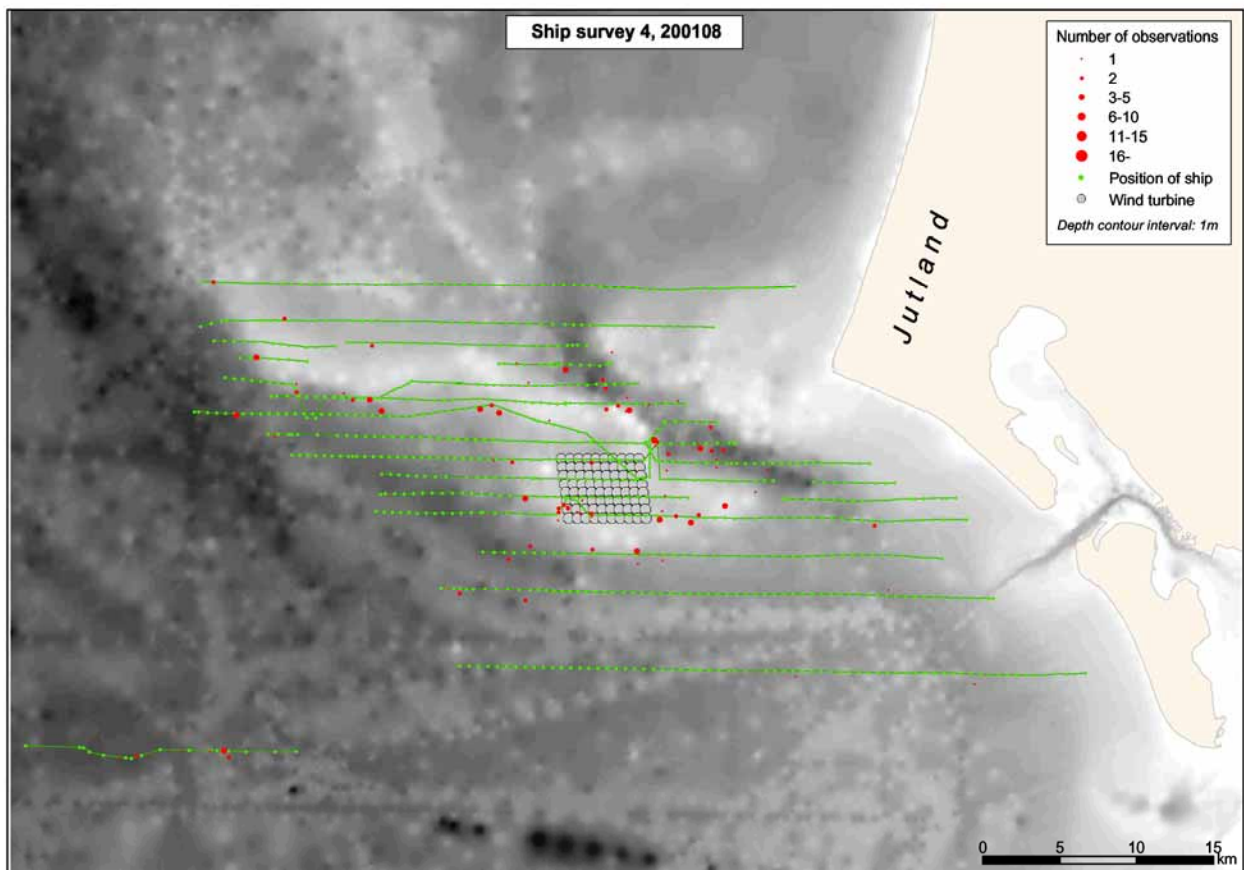 Ship survey 4, 200108
Number of observations
1
2
3-5
6-10
11-15
16-
Position of ship
Wind turbine
Depth contour interval: 1m
Jutland
0 5 10 15
km